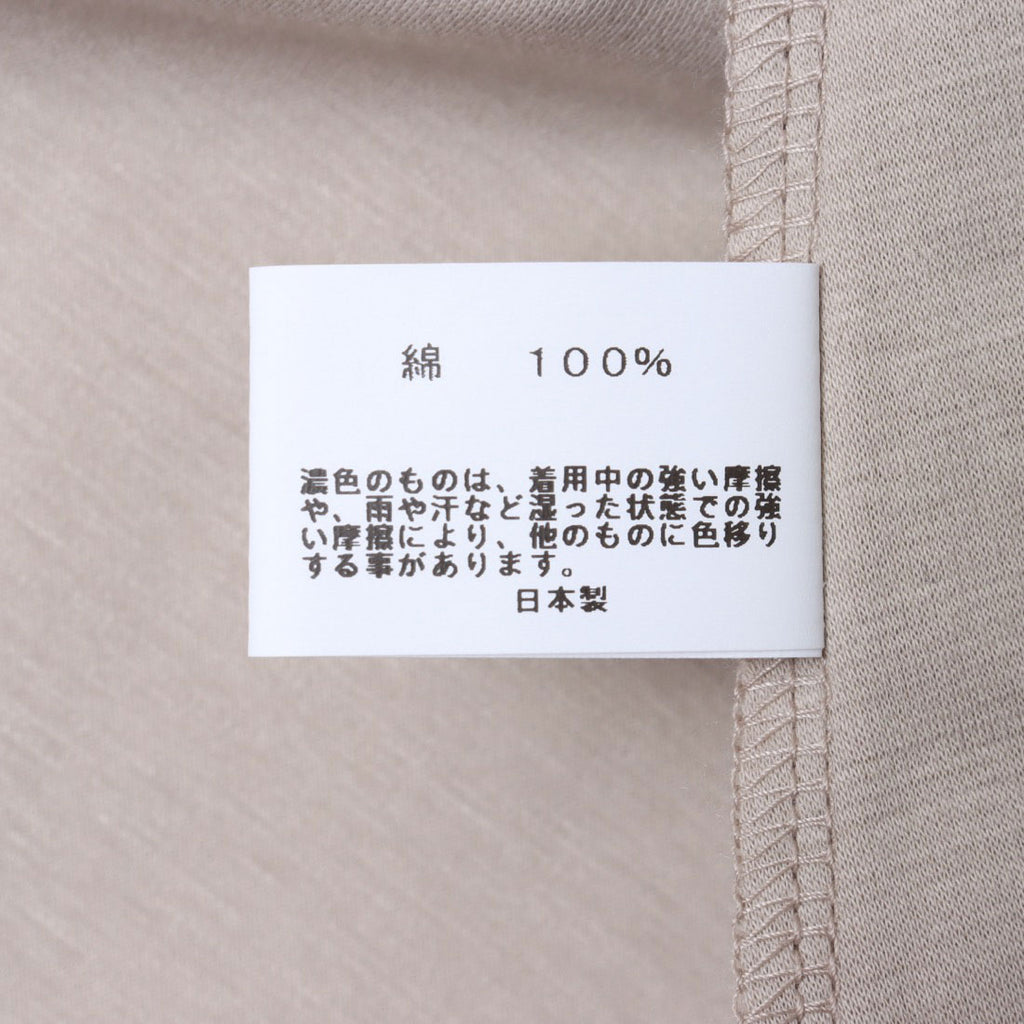 綿 100%
濃色のものは、着用中の強い摩擦
や、雨や汗など湿った状態での強
い摩擦により、他のものに色移り
する事があります。
日本製